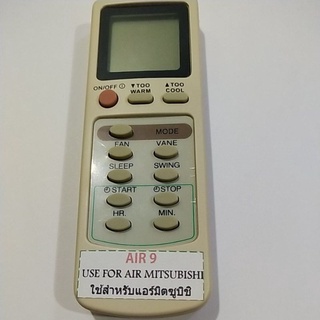 ON/OFF ▼TOO WARM ▲TOO COOL
MODE
FAN VANE
SLEEP SWING
START STOP
HR. MIN.
AIR 9
USE FOR AIR MITSUBISHI
ใช้สำหรับแอร์มิตซูบิชิ